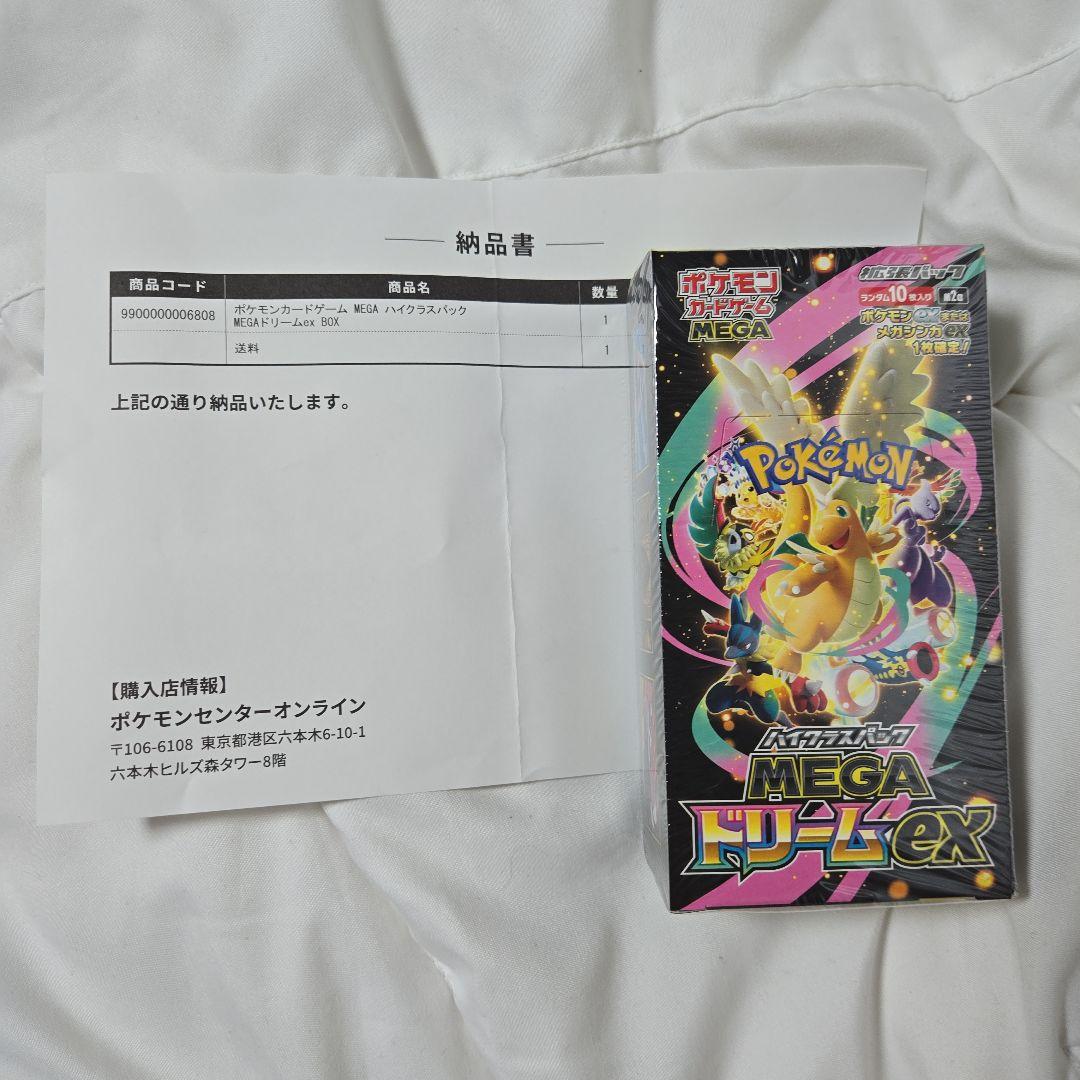 納品書
商品コード 商品名 数量
9900000006808 ポケモンカードゲーム MEGA ハイクラスパック 1
MEGAドリームex BOX
送料 1
上記の通り納品いたします。
【購入店情報】
ポケモンセンターオンライン
〒106-6108 東京都港区六本木6-10-1
六本木ヒルズ森タワー8階
ポケモン
カードゲーム
MEGA
拡張パック
ランダム10枚入り
ポケモンexまたは
メガシンカex
1枚確定!
POKÉMON
ハイクラスパック
MEGA
ドリームex